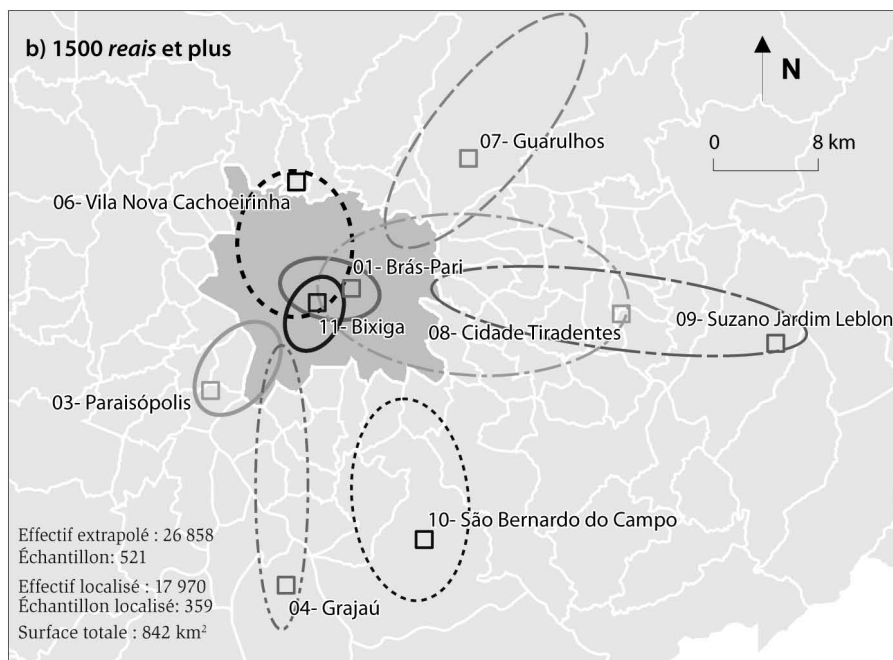 b) 1500 reais et plus
N
0 8 km
07- Guarulhos
06- Vila Nova Cachoeirinha
01- Brás-Pari
11- Bixiga
08- Cidade Tiradentes
09- Suzano Jardim Leblon
03- Paraisópolis
10- São Bernardo do Campo
04- Grajaú
Effectif extrapolé : 26 858
Échantillon: 521
Effectif localisé : 17 970
Échantillon localisé: 359
Surface totale : 842 km²